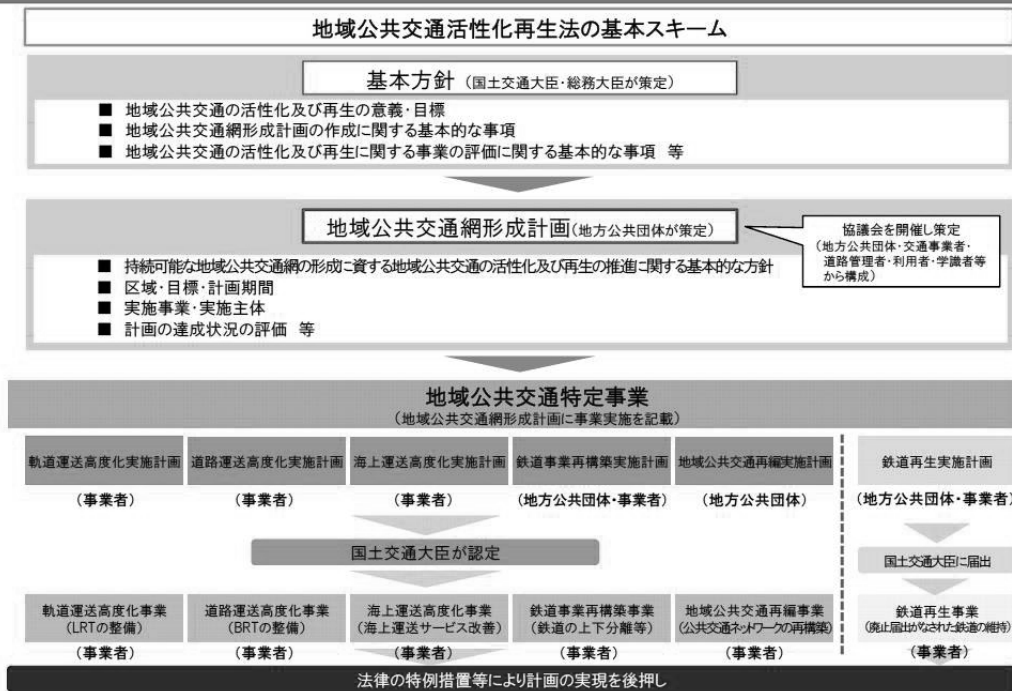 地域公共交通活性化再生法の基本スキーム
基本方針 (国土交通大臣・総務大臣が策定)
■ 地域公共交通の活性化及び再生の意義・目標
■ 地域公共交通網形成計画の作成に関する基本的な事項
■ 地域公共交通の活性化及び再生に関する事業の評価に関する基本的な事項 等
地域公共交通網形成計画(地方公共団体が策定)
協議会を開催し策定
(地方公共団体・交通事業者・
道路管理者・利用者・学識者等
から構成)
■ 持続可能な地域公共交通網の形成に資する地域公共交通の活性化及び再生の推進に関する基本的な方針
■ 区域・目標・計画期間
■ 実施事業・実施主体
■ 計画の達成状況の評価 等
地域公共交通特定事業
(地域公共交通網形成計画に事業実施を記載)
軌道運送高度化実施計画 道路運送高度化実施計画 海上運送高度化実施計画 鉄道事業再構築実施計画 地域公共交通再編実施計画 鉄道再生実施計画
(事業者) (事業者) (事業者) (地方公共団体・事業者) (地方公共団体) (地方公共団体・事業者)
国土交通大臣が認定 国土交通大臣に届出
軌道運送高度化事業 道路運送高度化事業 海上運送高度化事業 鉄道事業再構築事業 地域公共交通再編事業 鉄道再生事業
(LRTの整備) (BRTの整備) (海上運送サービス改善) (鉄道の上下分離等) (公共交通ネットワークの再構築) (廃止届出がなされた鉄道の維持)
(事業者) (事業者) (事業者) (事業者) (事業者) (事業者)
法律の特例措置等により計画の実現を後押し